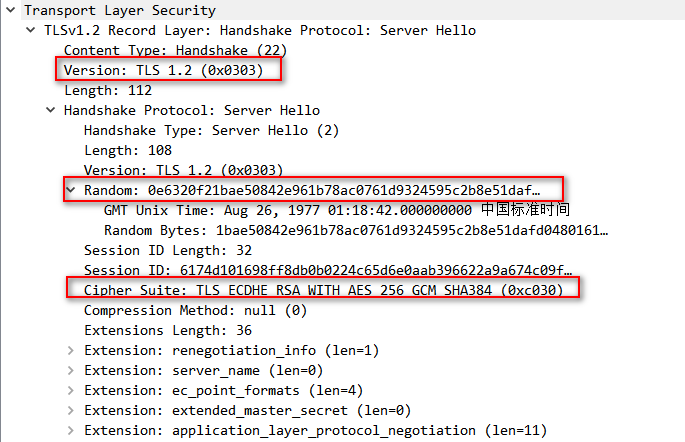 Transport Layer Security
TLSv1.2 Record Layer: Handshake Protocol: Server Hello
Content Type: Handshake (22)
Version: TLS 1.2 (0x0303)
Length: 112
Handshake Protocol: Server Hello
Handshake Type: Server Hello (2)
Length: 108
Version: TLS 1.2 (0x0303)
Random: 0e6320f21bae50842e961b78ac0761d9324595c2b8e51daf…
GMT Unix Time: Aug 26, 1977 01:18:42.000000000 中国标准时间
Random Bytes: 1bae50842e961b78ac0761d9324595c2b8e51dafd0480161…
Session ID Length: 32
Session ID: 6174d101698ff8db0b0224c65d6e0aab396622a9a674c09f…
Cipher Suite: TLS_ECDHE_RSA_WITH_AES_256_GCM_SHA384 (0xc030)
Compression Method: null (0)
Extensions Length: 36
Extension: renegotiation_info (len=1)
Extension: server_name (len=0)
Extension: ec_point_formats (len=4)
Extension: extended_master_secret (len=0)
Extension: application_layer_protocol_negotiation (len=11)